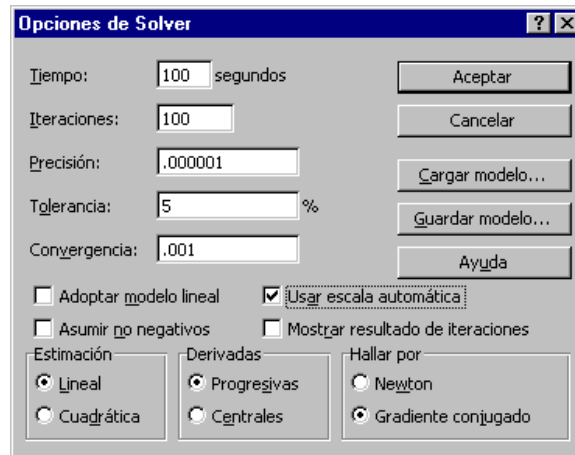 Opciones de Solver
Tiempo: 100 segundos Aceptar
Iteraciones: 100 Cancelar
Precisión: .000001
Cargar modelo...
Tolerancia: 5 %
Guardar modelo...
Convergencia: .001
Ayuda
Adoptar modelo lineal Usar escala automática
Asumir no negativos Mostrar resultado de iteraciones
Estimación Derivadas Hallar por
Lineal Progresivas Newton
Cuadrática Centrales Gradiente conjugado